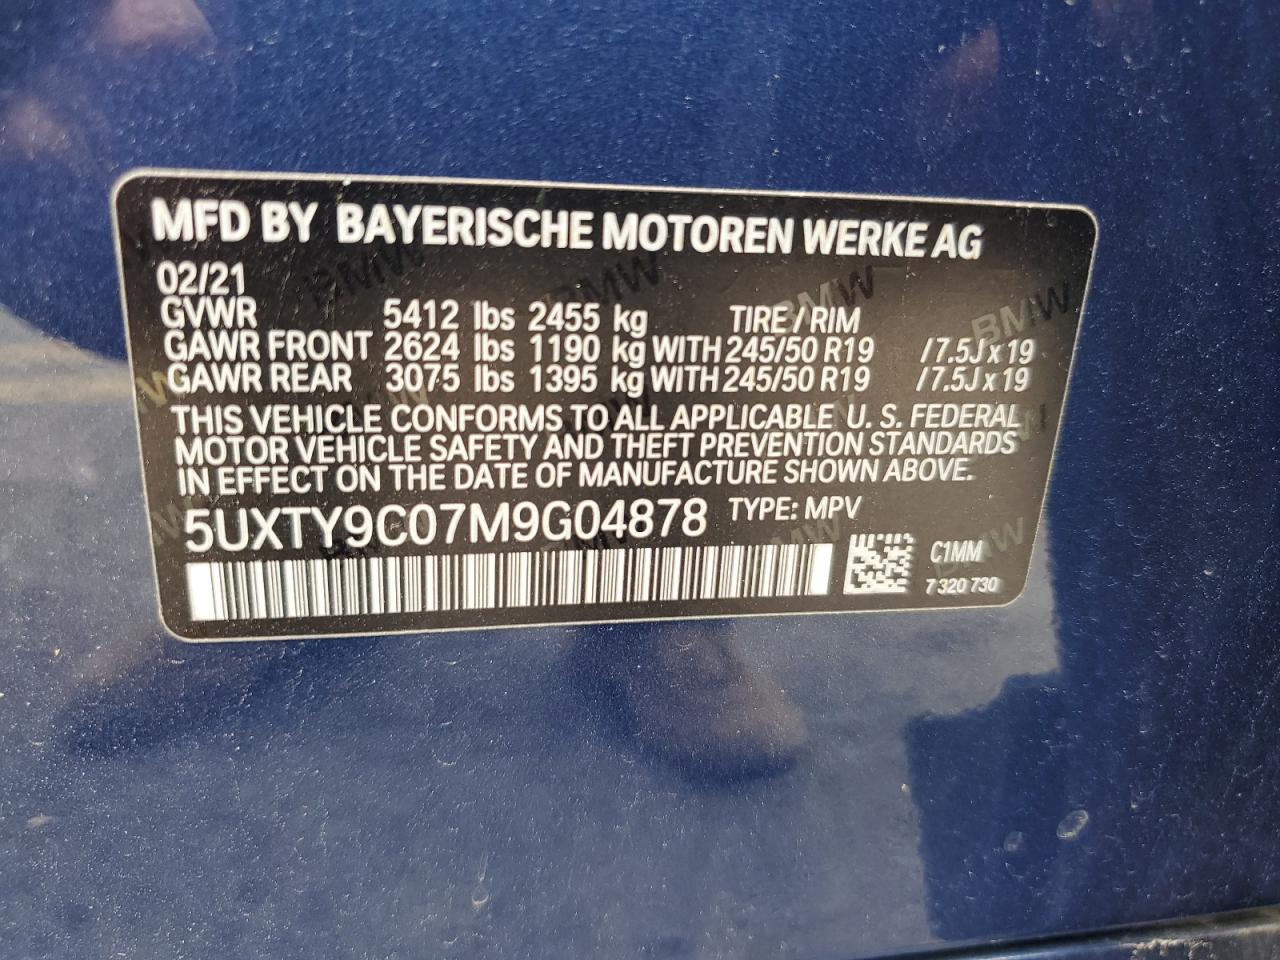 MFD BY BAYERISCHE MOTOREN WERKE AG
02/21
GVWR 5412 lbs 2455 kg TIRE / RIM
GAWR FRONT 2624 lbs 1190 kg WITH 245/50 R19 / 7.5J x 19
GAWR REAR 3075 lbs 1395 kg WITH 245/50 R19 / 7.5J x 19
THIS VEHICLE CONFORMS TO ALL APPLICABLE U. S. FEDERAL
MOTOR VEHICLE SAFETY AND THEFT PREVENTION STANDARDS
IN EFFECT ON THE DATE OF MANUFACTURE SHOWN ABOVE.
5UXTY9C07M9G04878 TYPE: MPV
C1MM
7 320 730